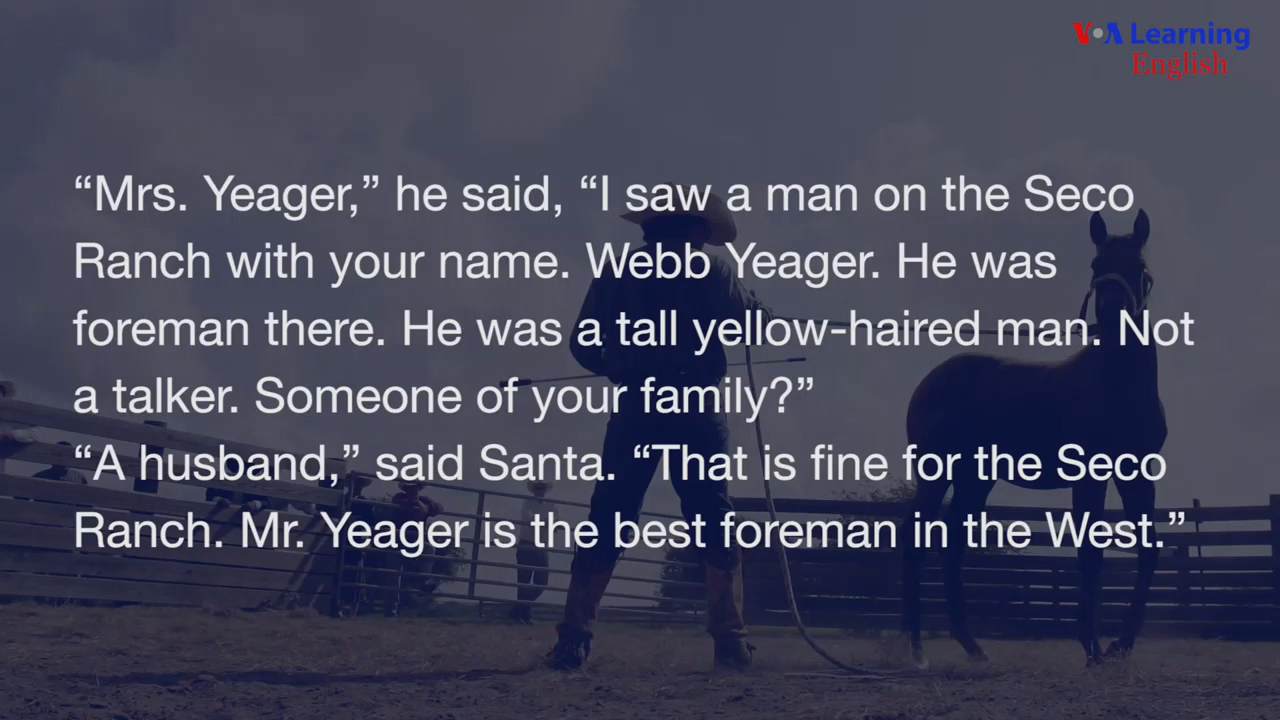 VOA Learning
English
“Mrs. Yeager,” he said, “I saw a man on the Seco
Ranch with your name. Webb Yeager. He was
foreman there. He was a tall yellow-haired man. Not
a talker. Someone of your family?”
“A husband,” said Santa. “That is fine for the Seco
Ranch. Mr. Yeager is the best foreman in the West.”